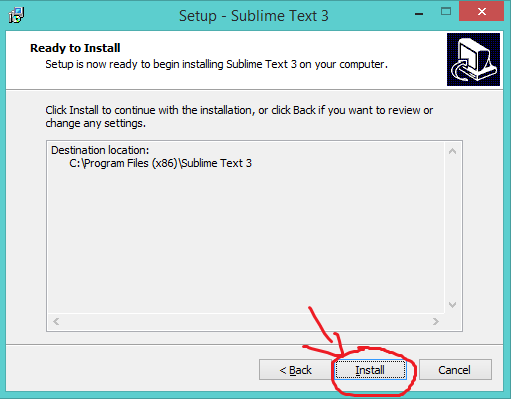 Setup - Sublime Text 3
Ready to Install
Setup is now ready to begin installing Sublime Text 3 on your computer.
Click Install to continue with the installation, or click Back if you want to review or
change any settings.
Destination location:
C:\Program Files (x86)\Sublime Text 3
< Back
Install
Cancel